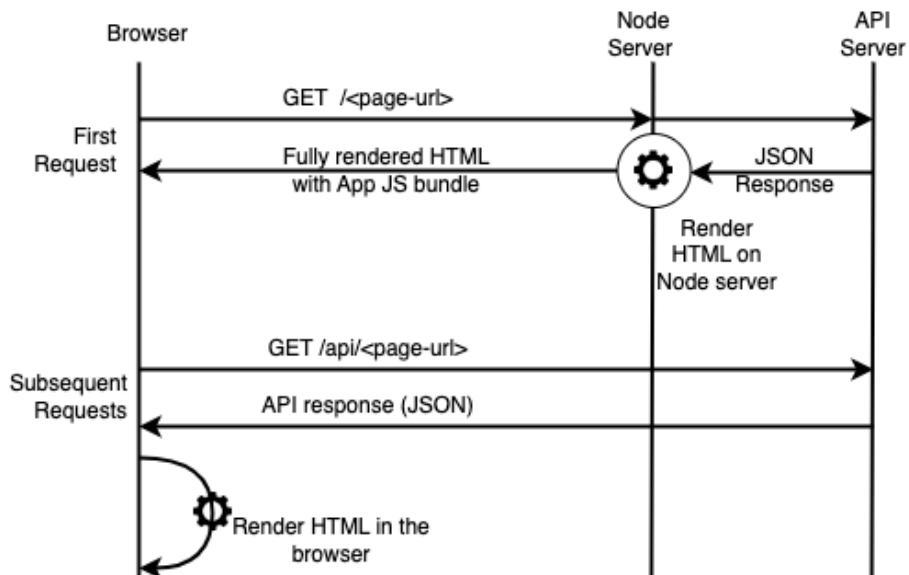 Browser
Node
Server
API
Server
GET  /<page-url>
First
Request
Fully rendered HTML
with App JS bundle
JSON
Response
Render
HTML on
Node server
GET /api/<page-url>
Subsequent
Requests
API response (JSON)
Render HTML in the
browser